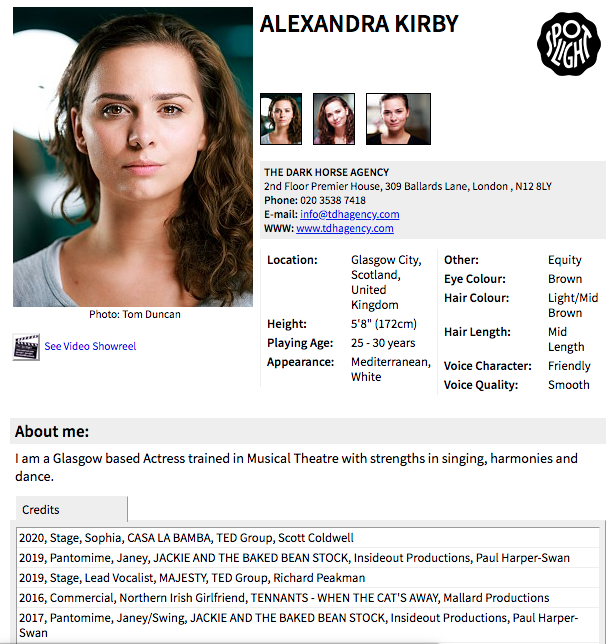 ALEXANDRA KIRBY
SPOTLIGHT
THE DARK HORSE AGENCY
2nd Floor Premier House, 309 Ballards Lane, London , N12 8LY
Phone: 020 3538 7418
E-mail: info@tdhagency.com
WWW: www.tdhagency.com
Photo: Tom Duncan
See Video Showreel
Location: Glasgow City,
Scotland,
United
Kingdom
Height: 5'8" (172cm)
Playing Age: 25 - 30 years
Appearance: Mediterranean,
White
Other: Equity
Eye Colour: Brown
Hair Colour: Light/Mid
Brown
Hair Length: Mid
Length
Voice Character: Friendly
Voice Quality: Smooth
About me:
I am a Glasgow based Actress trained in Musical Theatre with strengths in singing, harmonies and
dance.
Credits
2020, Stage, Sophia, CASA LA BAMBA, TED Group, Scott Coldwell
2019, Pantomime, Janey, JACKIE AND THE BAKED BEAN STOCK, Insideout Productions, Paul Harper-Swan
2019, Stage, Lead Vocalist, MAJESTY, TED Group, Richard Peakman
2016, Commercial, Northern Irish Girlfriend, TENNANTS - WHEN THE CAT'S AWAY, Mallard Productions
2017, Pantomime, Janey/Swing, JACKIE AND THE BAKED BEAN STOCK, Insideout Productions, Paul Harper-
Swan